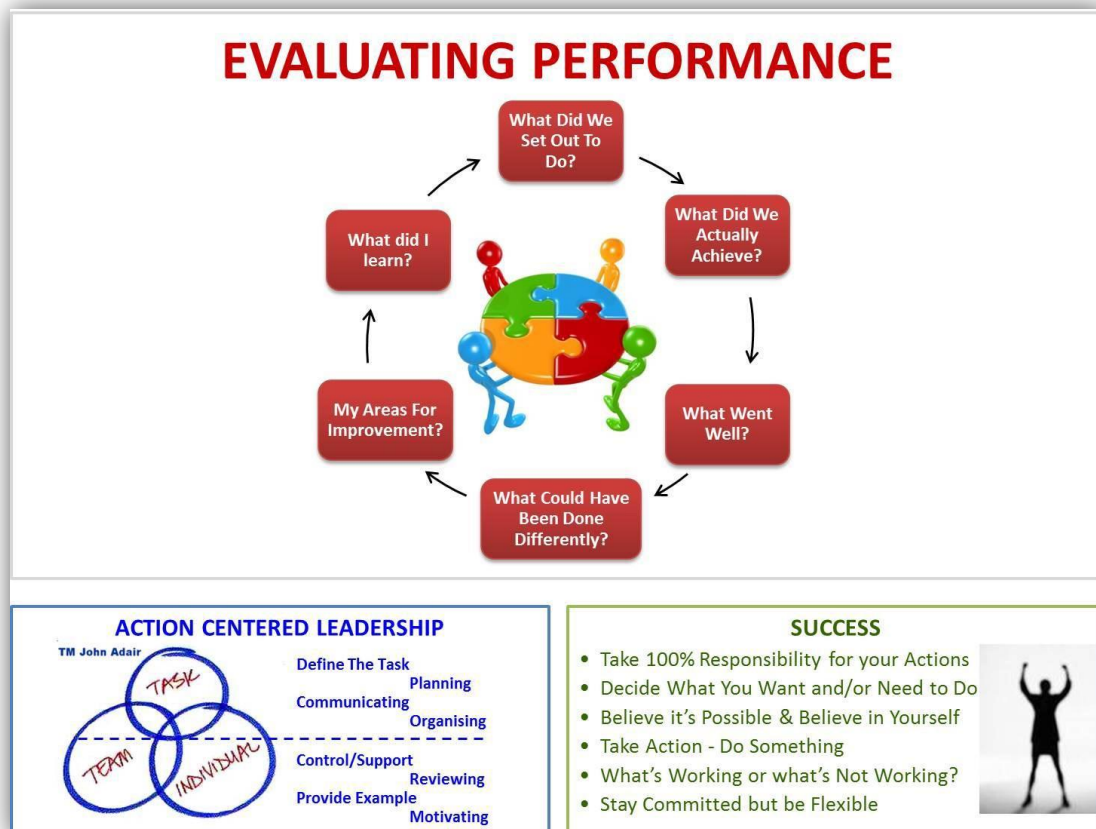 EVALUATING PERFORMANCE
What Did We
Set Out To
Do?
What Did We
Actually
Achieve?
What Went
Well?
What Could Have
Been Done
Differently?
My Areas For
Improvement?
What did I
learn?
ACTION CENTERED LEADERSHIP
TM John Adair
TASK
TEAM
INDIVIDUAL
Define The Task
Planning
Communicating
Organising
Control/Support
Reviewing
Provide Example
Motivating
SUCCESS
• Take 100% Responsibility for your Actions
• Decide What You Want and/or Need to Do
• Believe it's Possible & Believe in Yourself
• Take Action - Do Something
• What's Working or what's Not Working?
• Stay Committed but be Flexible